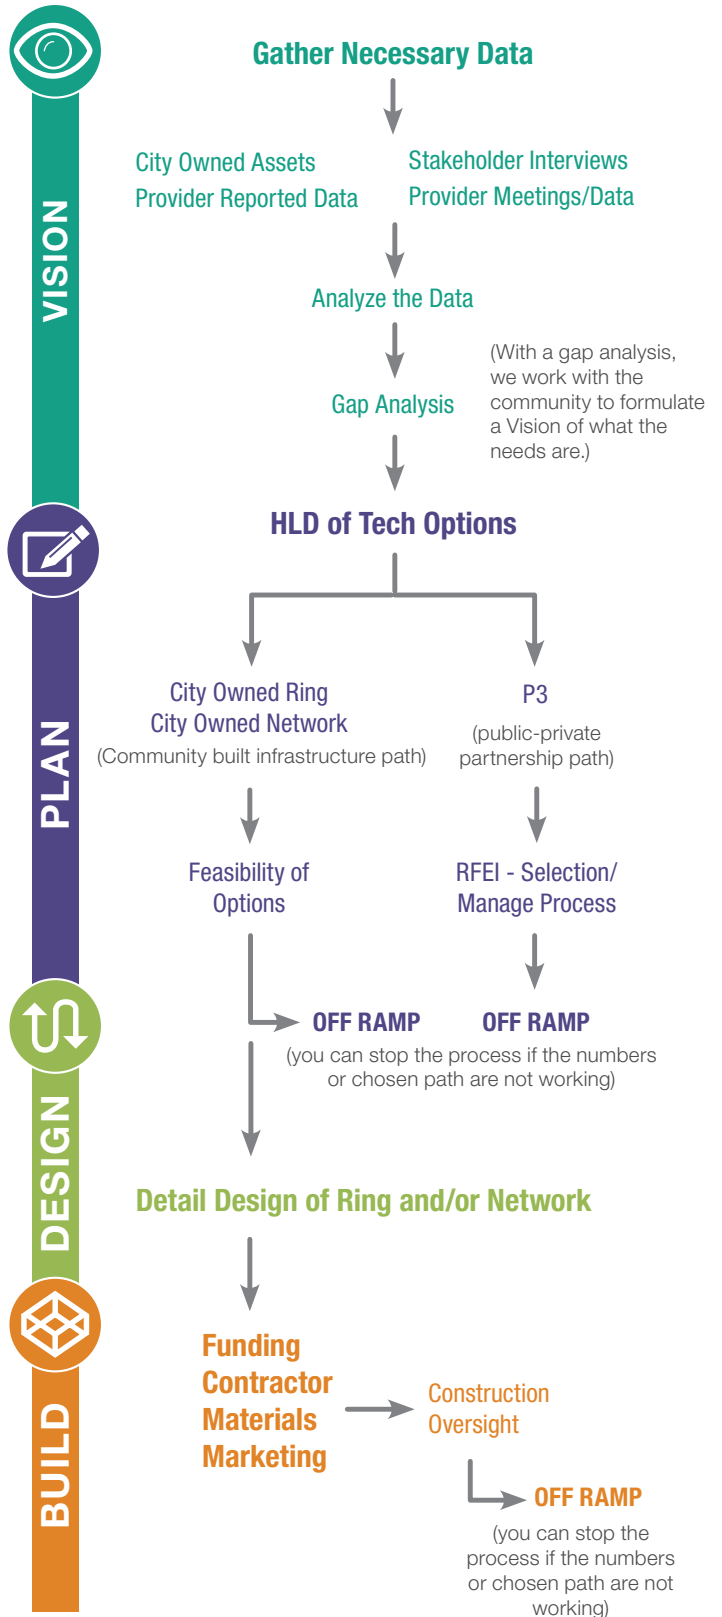 VISION
Gather Necessary Data
City Owned Assets
Provider Reported Data
Stakeholder Interviews
Provider Meetings/Data
Analyze the Data
Gap Analysis
(With a gap analysis,
we work with the
community to formulate
a Vision of what the
needs are.)
PLAN
HLD of Tech Options
City Owned Ring
City Owned Network
(Community built infrastructure path)
P3
(public-private
partnership path)
Feasibility of
Options
RFEI - Selection/
Manage Process
OFF RAMP
OFF RAMP
(you can stop the process if the numbers
or chosen path are not working)
DESIGN
Detail Design of Ring and/or Network
BUILD
Funding
Contractor
Materials
Marketing
Construction
Oversight
OFF RAMP
(you can stop the
process if the numbers
or chosen path are not
working)